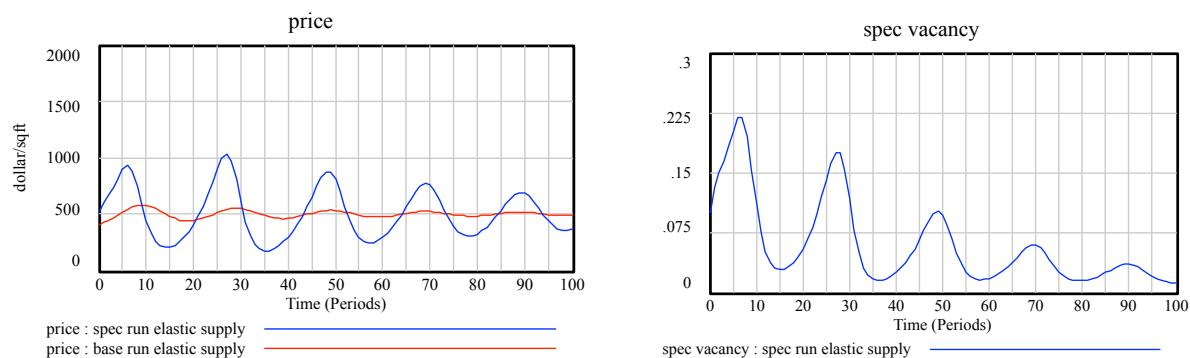 price
2000
1500
1000
500
0
dollar/sqft
0 10 20 30 40 50 60 70 80 90 100
Time (Periods)
price : spec run elastic supply
price : base run elastic supply
spec vacancy
.3
.225
.15
.075
0
0 10 20 30 40 50 60 70 80 90 100
Time (Periods)
spec vacancy : spec run elastic supply